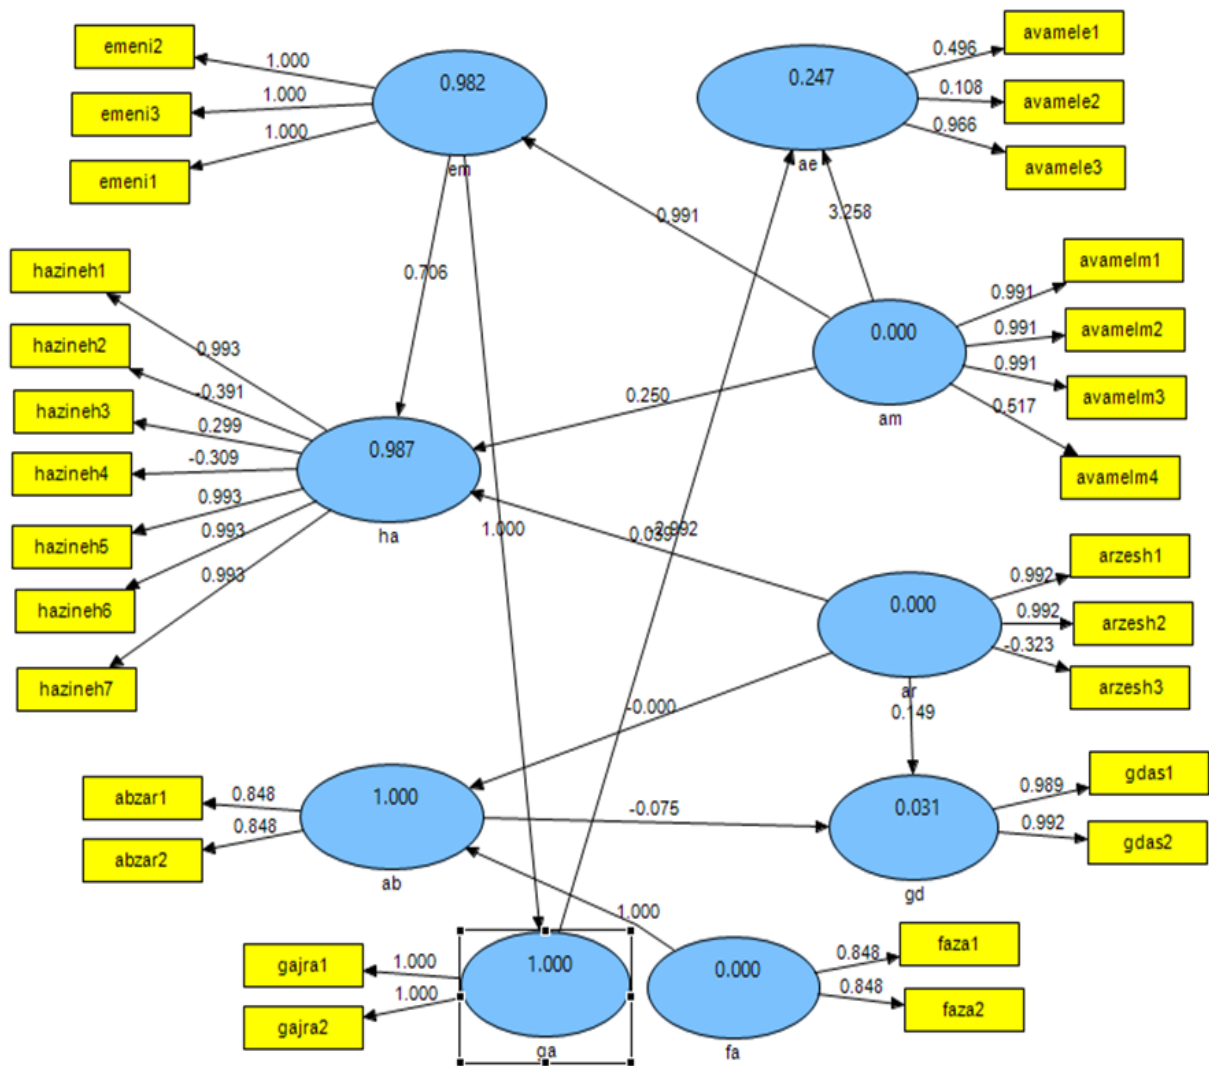 emeni2
1.000
0.982
0.247
0.496
avamele1
emeni3
1.000
0.108
avamele2
emeni1
1.000
em
ae
0.966
avamele3
0.991
3.258
hazineh1
0.706
avamelm1
0.991
hazineh2
0.993
0.000
0.991
avamelm2
hazineh3
-0.391
0.250
am
0.991
avamelm3
0.299
0.517
hazineh4
-0.309
0.987
avamelm4
hazineh5
0.993
ha
1.000
0.039
-2.992
hazineh6
0.993
arzesh1
0.992
hazineh7
0.993
0.000
0.992
arzesh2
-0.323
arzesh3
ar
-0.000
0.149
abzar1
0.848
1.000
-0.075
0.031
0.989
gdas1
abzar2
0.848
0.992
gdas2
ab
gd
1.000
gajra1
1.000
1.000
0.000
0.848
faza1
gajra2
1.000
0.848
faza2
ga
fa